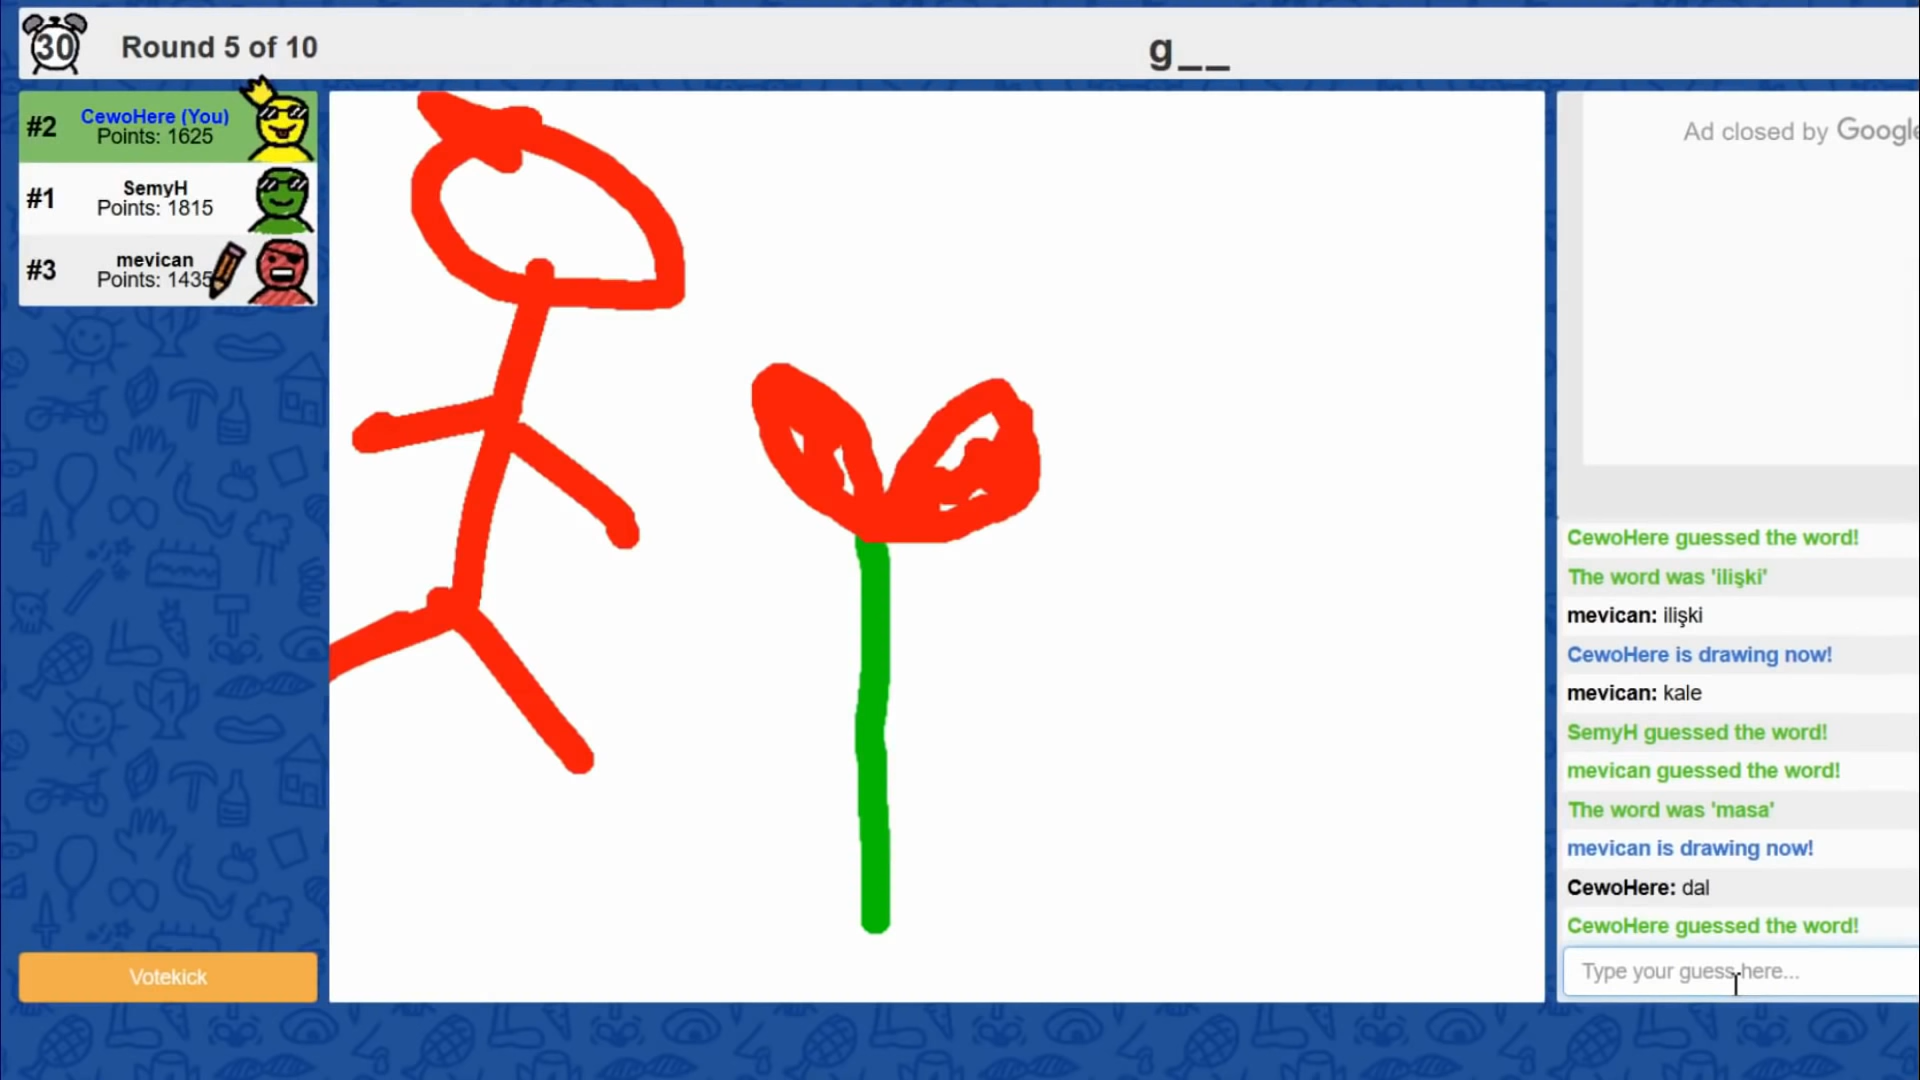 30
Round 5 of 10
g__
#2
CewoHere (You)
Points: 1625
#1
SemyH
Points: 1815
#3
mevican
Points: 1435
Votekick
Ad closed by Google
CewoHere guessed the word!
The word was 'ilişki'
mevican: ilişki
CewoHere is drawing now!
mevican: kale
SemyH guessed the word!
mevican guessed the word!
The word was 'masa'
mevican is drawing now!
CewoHere: dal
CewoHere guessed the word!
Type your guess here...